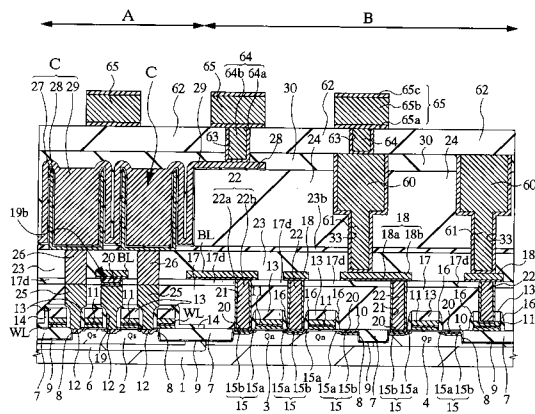 A B
65 65 64 65
C C 62 64b 64a 62 65c 62
27 28 29 29 30 65b 65
63 28 24 63 65a 64 30 24
22
22a 22b 23b 60 60
19b 18 61 18 61
26 20 BL BL 26 17 17d 23 17d 22 33 18a 18b 33
23 17d 13 17 16 17d 18
17d 22
25 13 11 11 25 13 21 16 11 16 20 22 13
13 WL 14 20 10 21 20 11
WL Qs Qs Qn Qn Qp
19 15a
7 9 12 6 12 2 12 8 1 9 7 15b 15a 15a 15b 15a 15b 8 9 7 15b 15a 4 15a 15b 9 7
8 15b 8
15 3 15 15 15 15